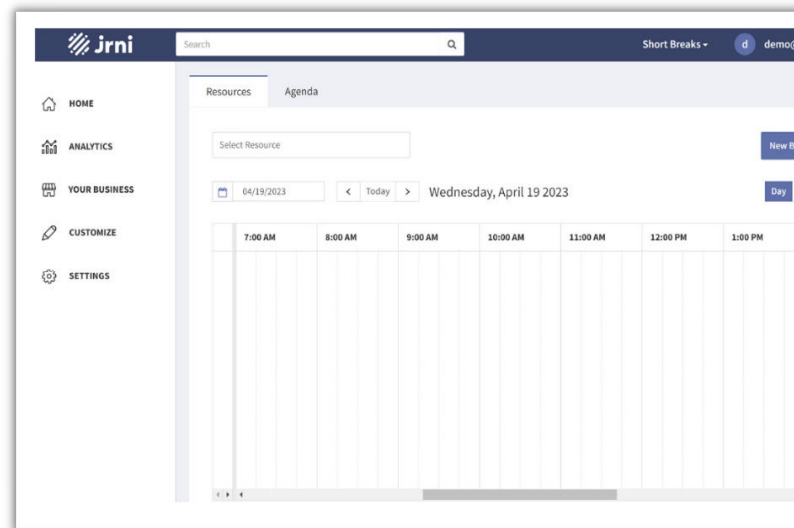 jrni
Search
Short Breaks
d
demo@
Resources
Agenda
HOME
ANALYTICS
YOUR BUSINESS
CUSTOMIZE
SETTINGS
Select Resource
New B
04/19/2023
Today
Wednesday, April 19 2023
Day
7:00 AM
8:00 AM
9:00 AM
10:00 AM
11:00 AM
12:00 PM
1:00 PM